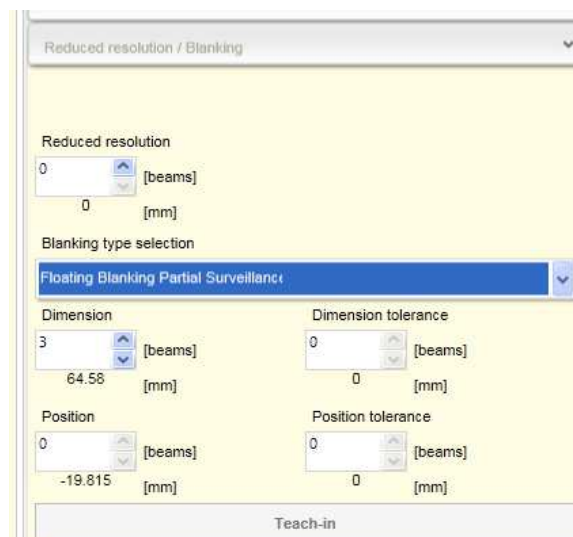 Reduced resolution / Blanking
Reduced resolution
0 [beams]
0 [mm]
Blanking type selection
Floating Blanking Partial Surveillanc
Dimension Dimension tolerance
3 [beams] 0 [beams]
64.58 [mm] 0 [mm]
Position Position tolerance
0 [beams] 0 [beams]
-19.815 [mm] 0 [mm]
Teach-in